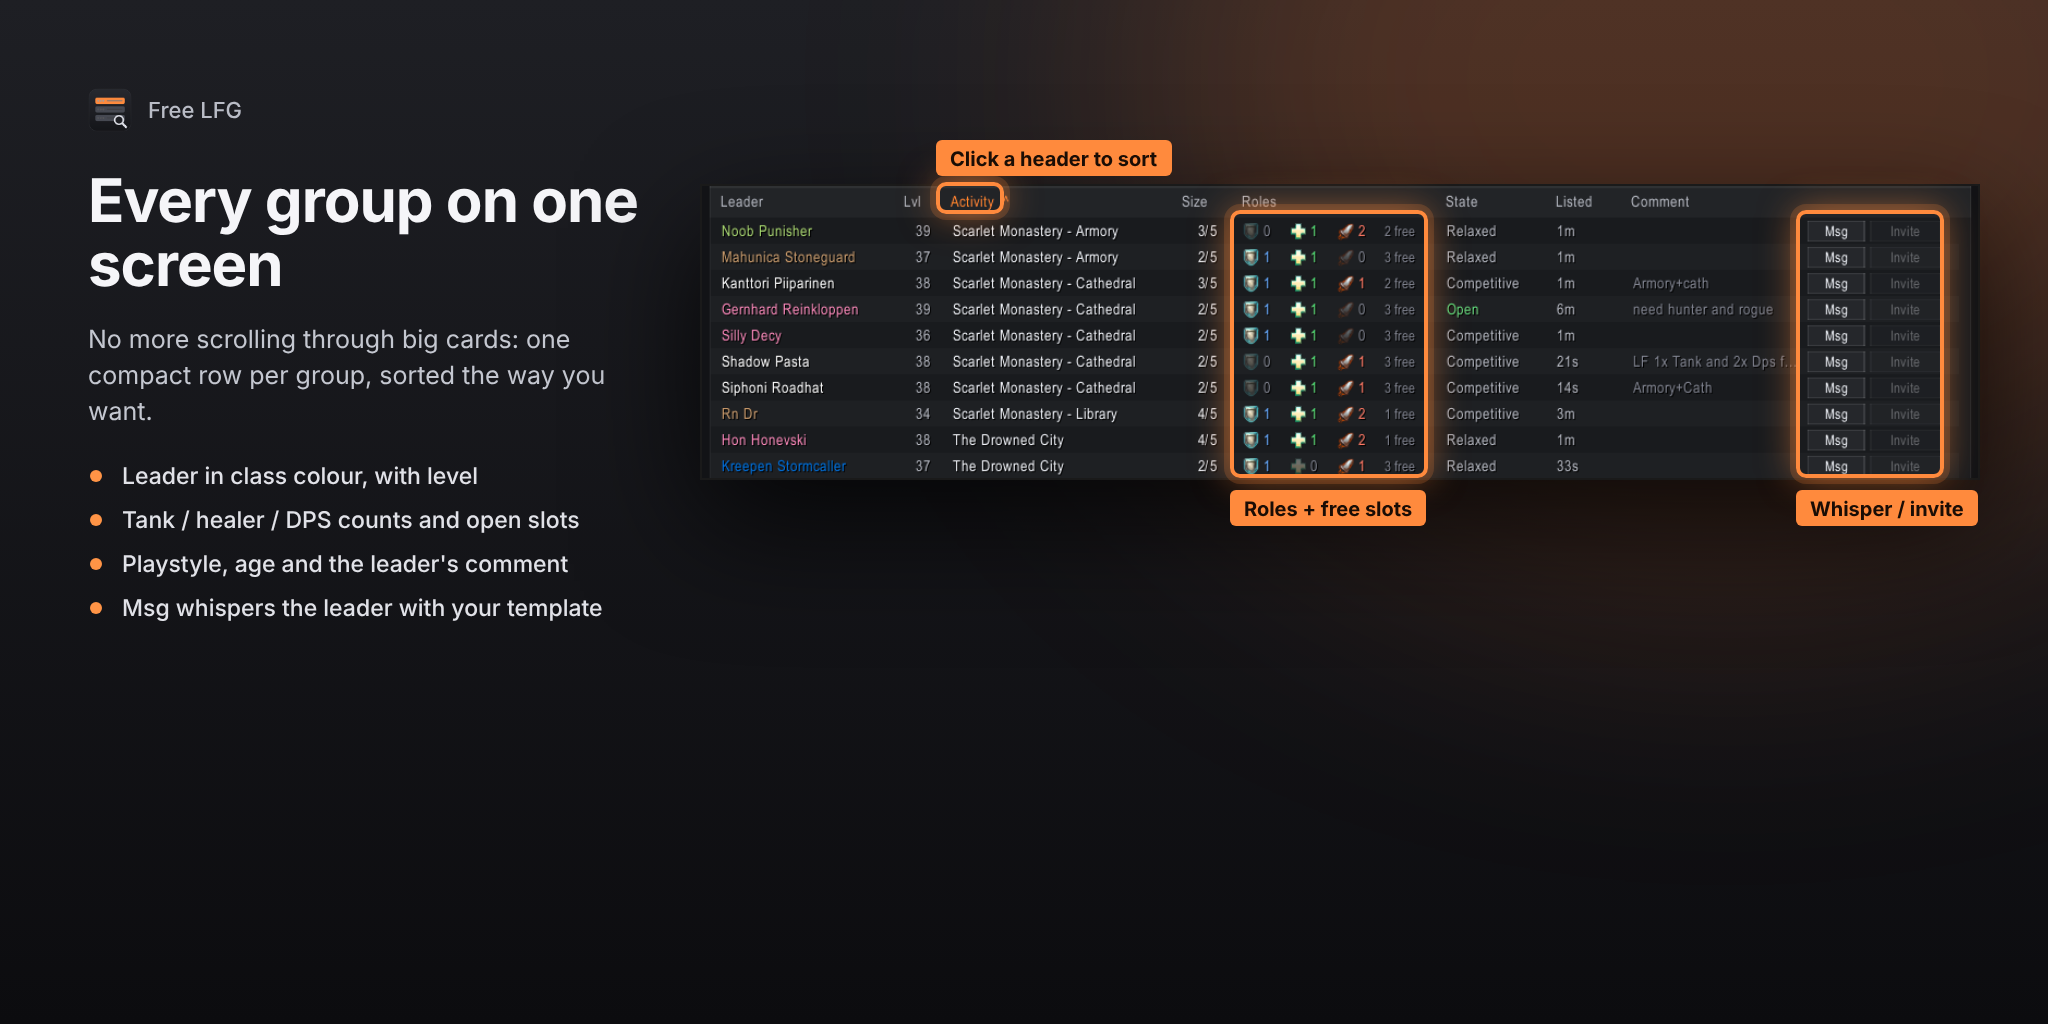 Free LFG
Every group on one
screen
No more scrolling through big cards: one
compact row per group, sorted the way you
want.
Leader in class colour, with level
Tank / healer / DPS counts and open slots
Playstyle, age and the leader's comment
Msg whispers the leader with your template
Click a header to sort
Leader Lvl Activity ^ Size Roles State Listed Comment
Noob Punisher 39 Scarlet Monastery - Armory 3/5 0 1 2 2 free Relaxed 1m Msg Invite
Mahunica Stoneguard 37 Scarlet Monastery - Armory 2/5 1 1 0 3 free Relaxed 1m Msg Invite
Kanttori Piiparinen 38 Scarlet Monastery - Cathedral 3/5 1 1 1 2 free Competitive 1m Armory+cath Msg Invite
Gernhard Reinkloppen 39 Scarlet Monastery - Cathedral 2/5 1 1 0 3 free Open 6m need hunter and rogue Msg Invite
Silly Decy 36 Scarlet Monastery - Cathedral 2/5 1 1 0 3 free Competitive 1m Msg Invite
Shadow Pasta 38 Scarlet Monastery - Cathedral 2/5 0 1 1 3 free Competitive 21s LF 1x Tank and 2x Dps f... Msg Invite
Siphoni Roadhat 38 Scarlet Monastery - Cathedral 2/5 0 1 1 3 free Competitive 14s Armory+Cath Msg Invite
Rn Dr 34 Scarlet Monastery - Library 4/5 1 1 2 1 free Competitive 3m Msg Invite
Hon Honevski 38 The Drowned City 4/5 1 1 2 1 free Relaxed 1m Msg Invite
Kreepen Stormcaller 37 The Drowned City 2/5 1 0 1 3 free Relaxed 33s Msg Invite
Roles + free slots
Whisper / invite